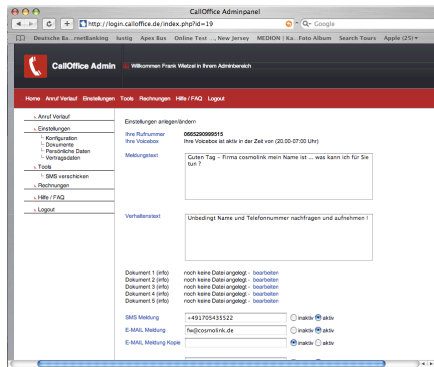 CallOffice Adminpanel
http://login.calloffice.de/index.php?id=19
Google
Deutsche Ba...rnetBanking lustig Apex Bus Online Test ..., New Jersey MEDION | Ka...Foto Album Search Tours Apple (25)
CallOffice Admin
Willkommen Frank Wetzel in Ihrem Adminbereich
Home Anruf Verlauf Einstellungen Tools Rechnungen Hilfe / FAQ Logout
Anruf Verlauf
Einstellungen
Konfiguration
Dokumente
Persönliche Daten
Vertragsdaten
Tools
SMS verschicken
Rechnungen
Hilfe / FAQ
Logout
Einstellungen anlegen/ändern
Ihre Rufnummer 0665290999515
Ihre Voicebox Ihre Voicebox ist aktiv in der Zeit von (20.00-07:00 Uhr)
Meldungstext Guten Tag - Firma cosmolink mein Name ist ... was kann ich für Sie
tun ?
Verhaltenstext Unbedingt Name und Telefonnummer nachfragen und aufnehmen !
Dokument 1 (info) noch keine Datei angelegt - bearbeiten
Dokument 2 (info) noch keine Datei angelegt - bearbeiten
Dokument 3 (info) noch keine Datei angelegt - bearbeiten
Dokument 4 (info) noch keine Datei angelegt - bearbeiten
Dokument 5 (info) noch keine Datei angelegt - bearbeiten
SMS Meldung +491705435522 inaktiv aktiv
E-MAIL Meldung fw@cosmolink.de inaktiv aktiv
E-MAIL Meldung Kopie inaktiv aktiv